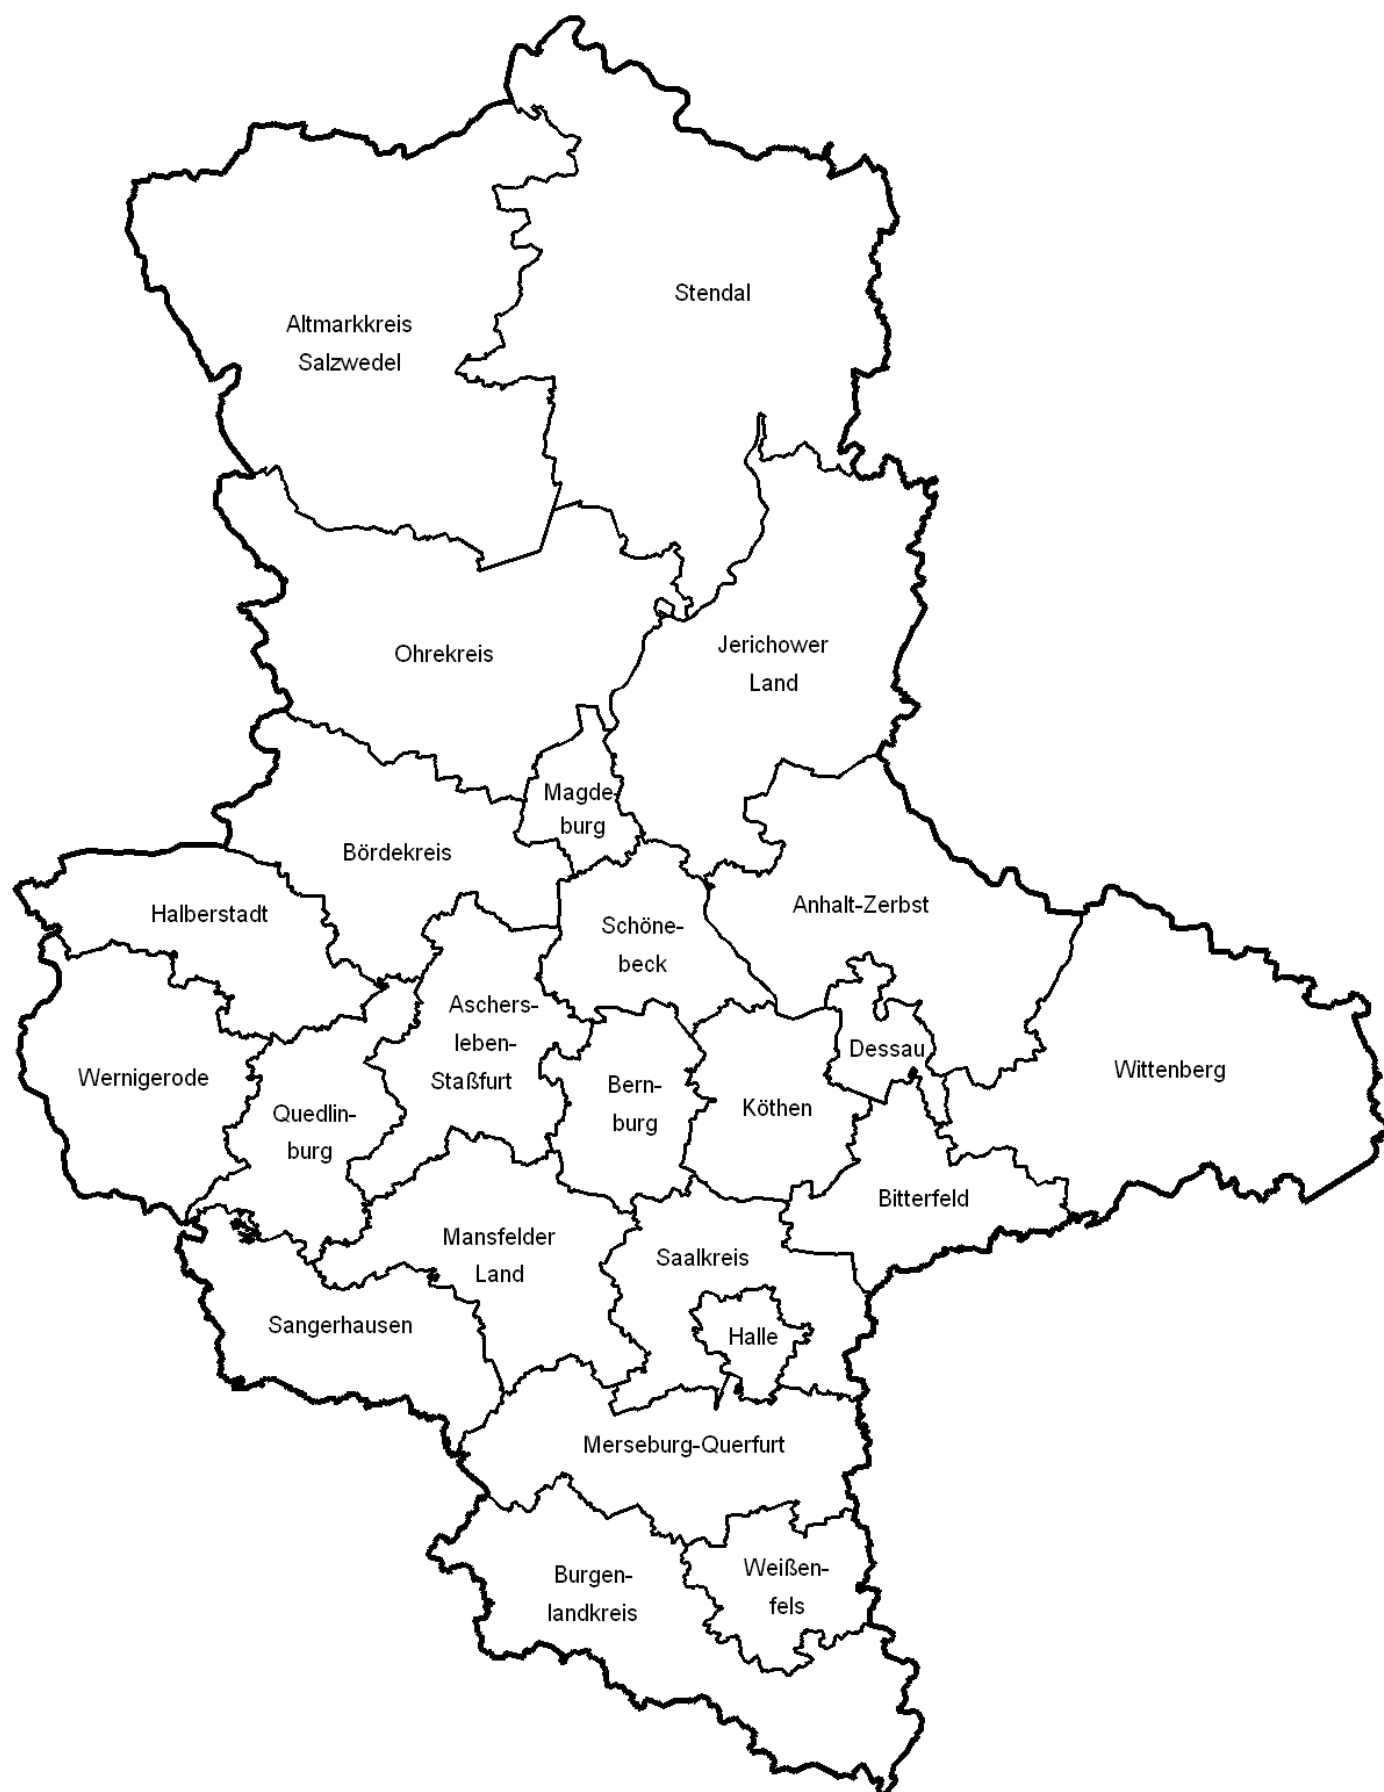 Stendal
Altmarkkreis
Salzwedel
Ohrekreis
Jerichower
Land
Magde-
burg
Bördekreis
Halberstadt
Anhalt-Zerbst
Schöne-
beck
Aschers-
leben-
Staßfurt
Wernigerode
Dessau
Wittenberg
Quedlin-
burg
Bern-
burg
Köthen
Bitterfeld
Mansfelder
Land
Saalkreis
Sangerhausen
Halle
Merseburg-Querfurt
Burgen-
landkreis
Weißen-
fels